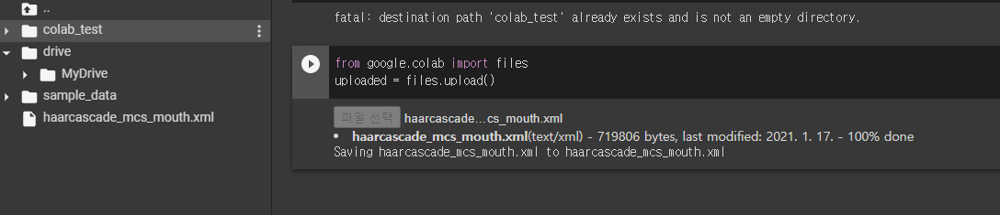 ..
colab_test
drive
MyDrive
sample_data
haarcascade_mcs_mouth.xml
fatal: destination path 'colab_test' already exists and is not an empty directory.
from google.colab import files
uploaded = files.upload()
파일 선택 haarcascade...cs_mouth.xml
• haarcascade_mcs_mouth.xml(text/xml) - 719806 bytes, last modified: 2021. 1. 17. - 100% done
Saving haarcascade_mcs_mouth.xml to haarcascade_mcs_mouth.xml